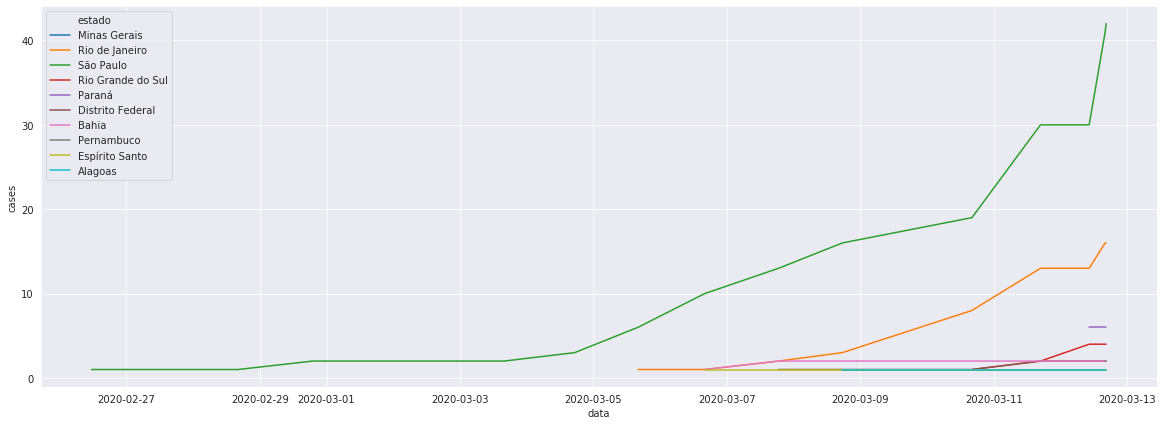 estado
Minas Gerais
Rio de Janeiro
São Paulo
Rio Grande do Sul
Paraná
Distrito Federal
Bahia
Pernambuco
Espírito Santo
Alagoas
cases
40
30
20
10
0
2020-02-27 2020-02-29 2020-03-01 2020-03-03 2020-03-05 2020-03-07 2020-03-09 2020-03-11 2020-03-13
data